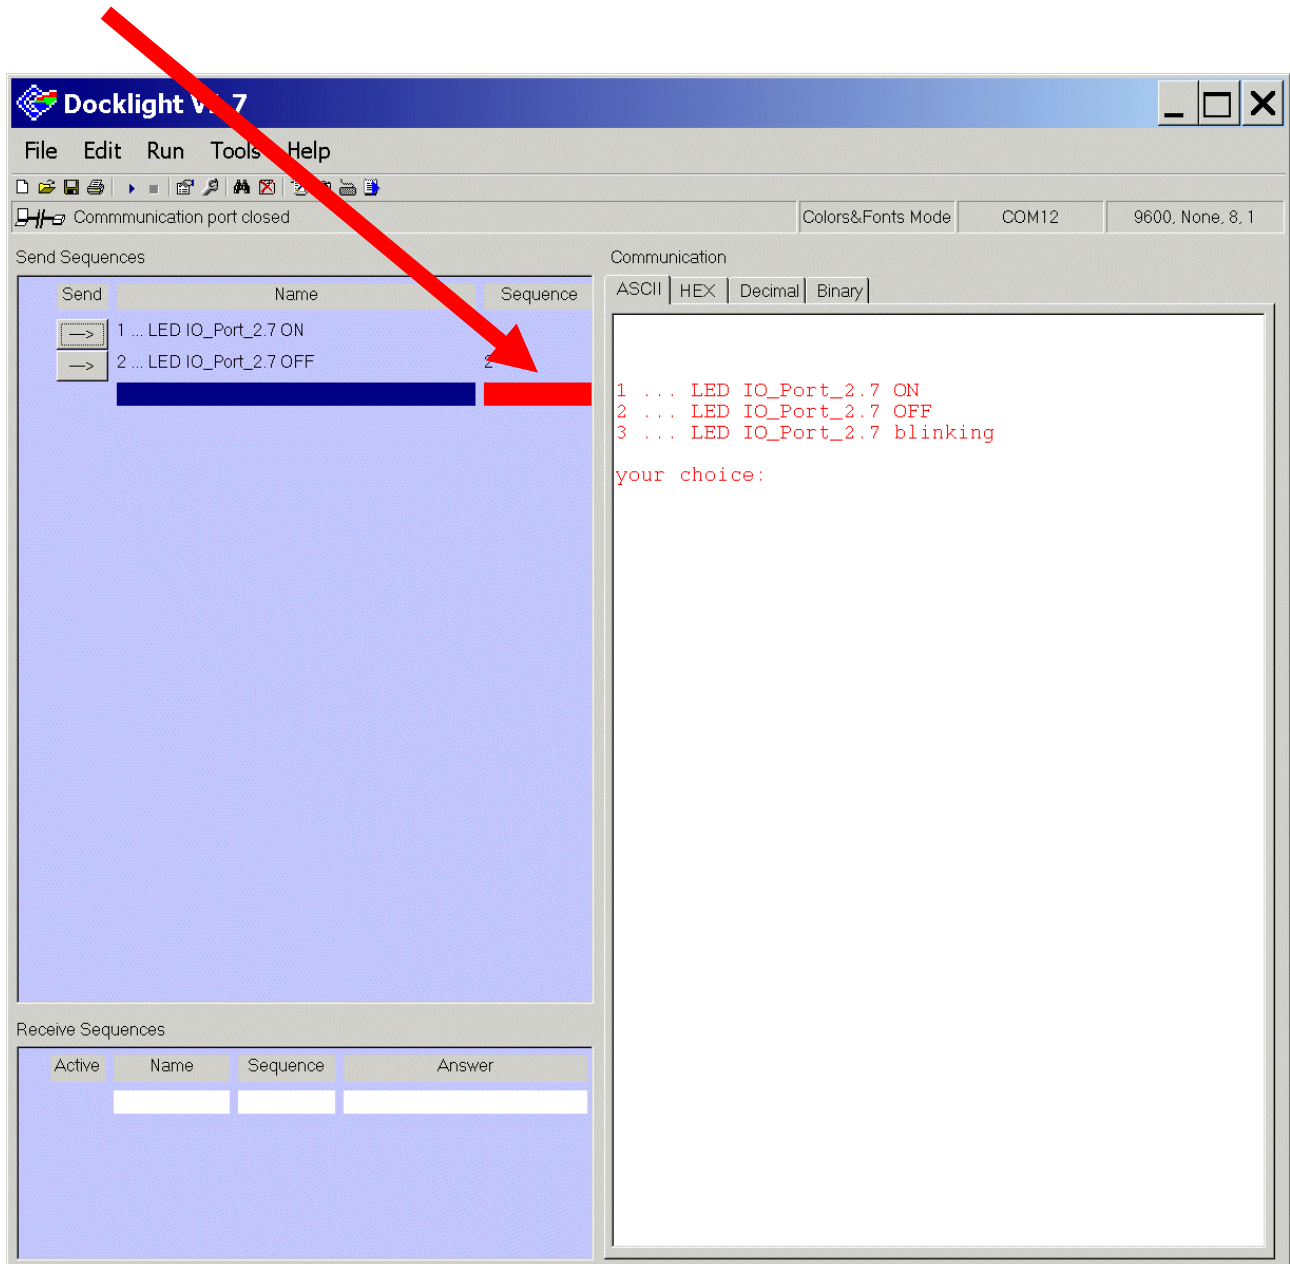 Docklight V 7
File Edit Run Tools Help
Commmunication port closed
Colors&Fonts Mode
COM12
9600, None, 8, 1
Send Sequences
Send Name Sequence
--> 1 ... LED IO_Port_2.7 ON
--> 2 ... LED IO_Port_2.7 OFF 2
Communication
ASCII HEX Decimal Binary
1 ... LED IO_Port_2.7 ON
2 ... LED IO_Port_2.7 OFF
3 ... LED IO_Port_2.7 blinking
your choice:
Receive Sequences
Active Name Sequence Answer